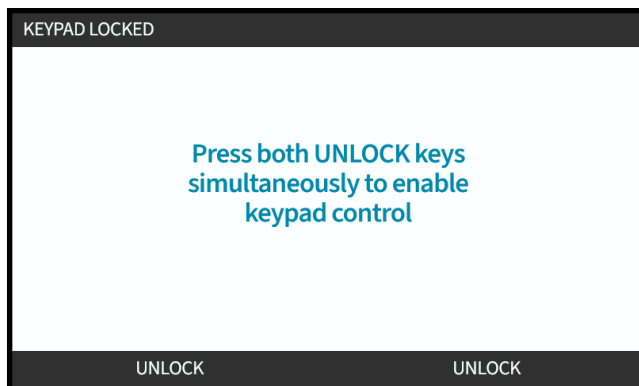 KEYPAD LOCKED
Press both UNLOCK keys
simultaneously to enable
keypad control
UNLOCK UNLOCK